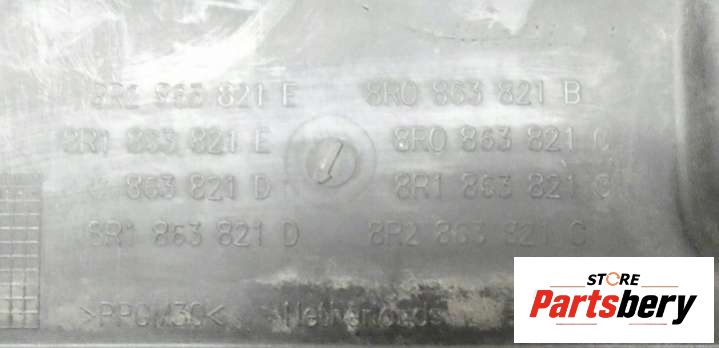 8R2 863 821 E
8R0 863 821 B
8R1 863 821 E
8R0 863 821 C
863 821 D
8R1 863 821 C
8R1 863 821 D
8R2 863 821 C
Netherlands
STORE
Partsbery